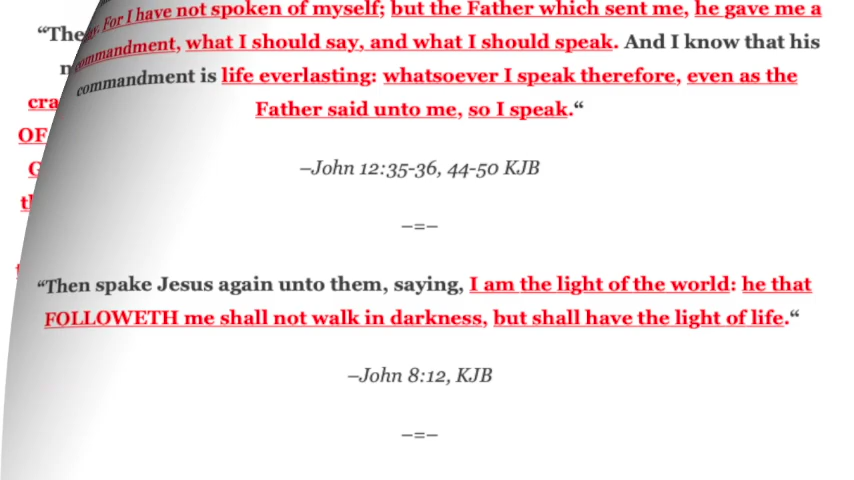 For I have not spoken of myself; but the Father which sent me, he gave me a
commandment, what I should say, and what I should speak. And I know that his
commandment is life everlasting: whatsoever I speak therefore, even as the
Father said unto me, so I speak.“
–John 12:35-36, 44-50 KJB
–=–
“Then spake Jesus again unto them, saying, I am the light of the world: he that
FOLLOWETH me shall not walk in darkness, but shall have the light of life.“
–John 8:12, KJB
–=–
“The
cra
OF